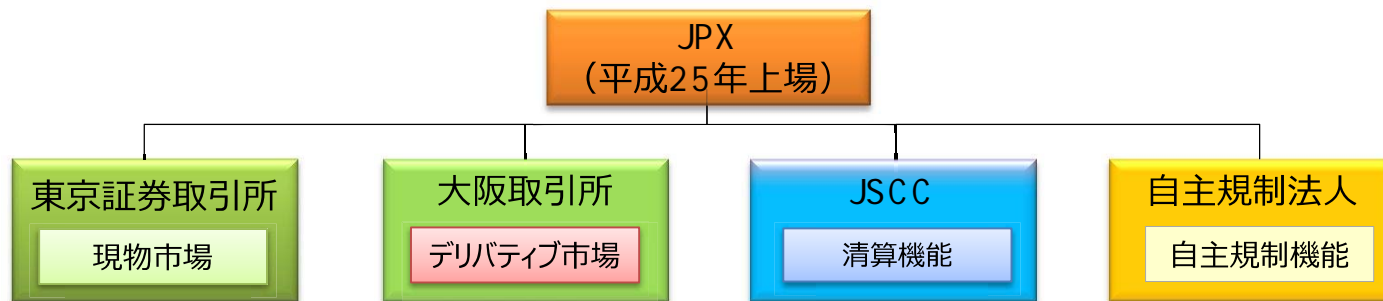 JPX
（平成25年上場）
東京証券取引所
大阪取引所
JSCC
自主規制法人
現物市場
デリバティブ市場
清算機能
自主規制機能